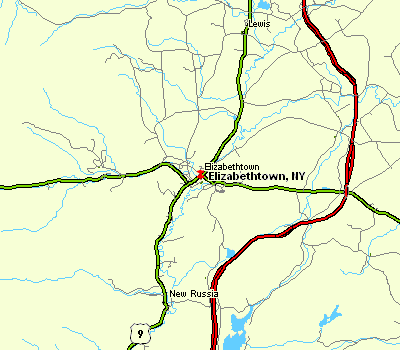 Lewis
Elizabethtown
Elizabethtown, NY
New Russia
9